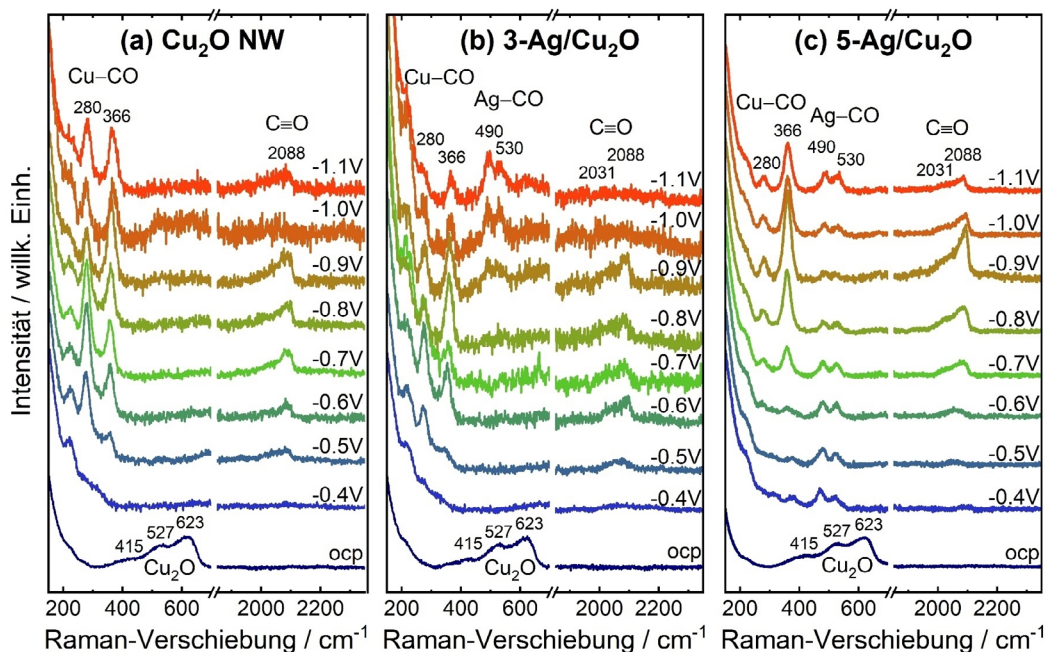 Intensität / willk. Einh.
(a) Cu₂O NW
Cu–CO
280
366
C≡O
2088
-1.1V
-1.0V
-0.9V
-0.8V
-0.7V
-0.6V
-0.5V
-0.4V
415
527
623
ocp
Cu₂O
200 400 600 2000 2200
Raman-Verschiebung / cm⁻¹
(b) 3-Ag/Cu₂O
Cu–CO
Ag–CO
280
366
490
530
C≡O
2088
2031
-1.1V
-1.0V
-0.9V
-0.8V
-0.7V
-0.6V
-0.5V
-0.4V
415
527
623
ocp
Cu₂O
200 400 600 2000 2200
Raman-Verschiebung / cm⁻¹
(c) 5-Ag/Cu₂O
Cu–CO
Ag–CO
366
280
490
530
C≡O
2088
2031
-1.1V
-1.0V
-0.9V
-0.8V
-0.7V
-0.6V
-0.5V
-0.4V
415
527
623
ocp
Cu₂O
200 400 600 2000 2200
Raman-Verschiebung / cm⁻¹